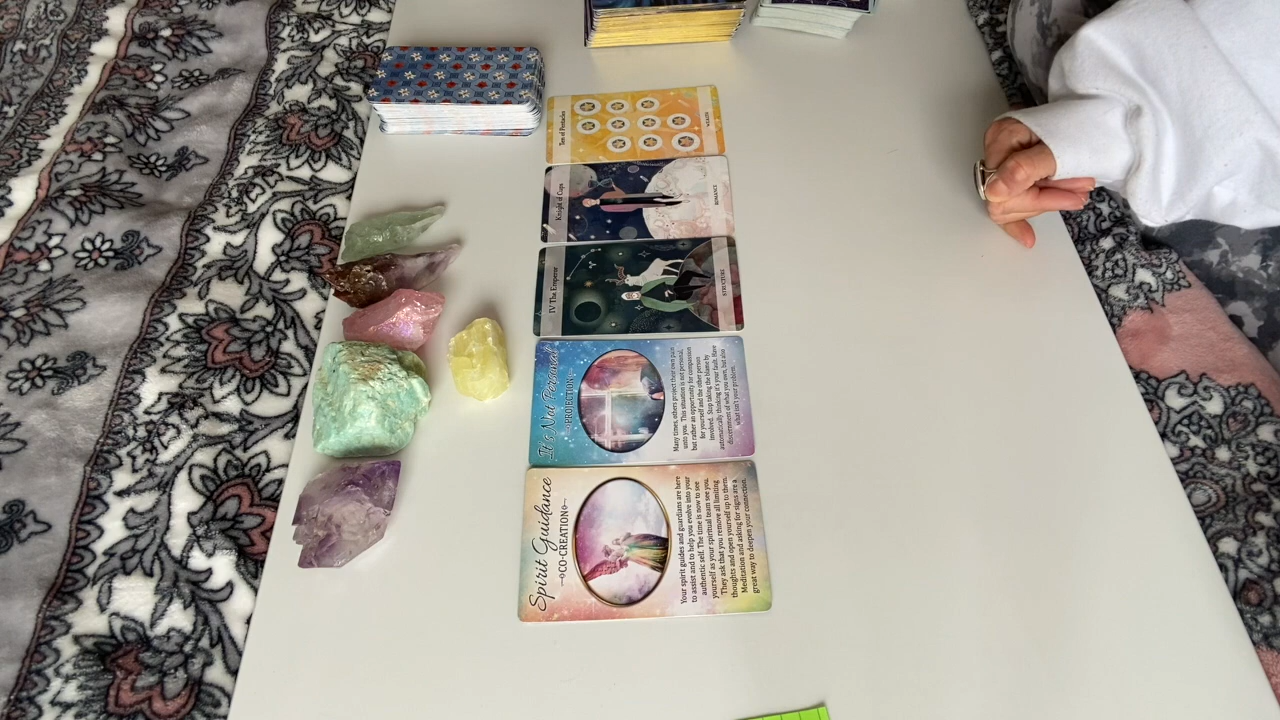 Spirit Guidance
CO-CREATION
Your spirit guides and guardians are here
to assist and to help you evolve into your
authentic self. The time is now to see
yourself as your spiritual team see you.
They ask that you remove all limiting
thoughts and open yourself up to them.
Meditation and asking for signs are a
great way to deepen your connection.
It's Not Personal
PROJECTION
Many times, others project their own pain
unto you. This situation is not personal,
but rather an opportunity for compassion
for yourself and the other person
involved. Stop taking the blame by
automatically thinking it's your fault. Have
discernment of what you own, but also
what isn't your problem.
IV The Emperor
STRUCTURE
Knight of Cups
ROMANCE
Ten of Pentacles
WEALTH